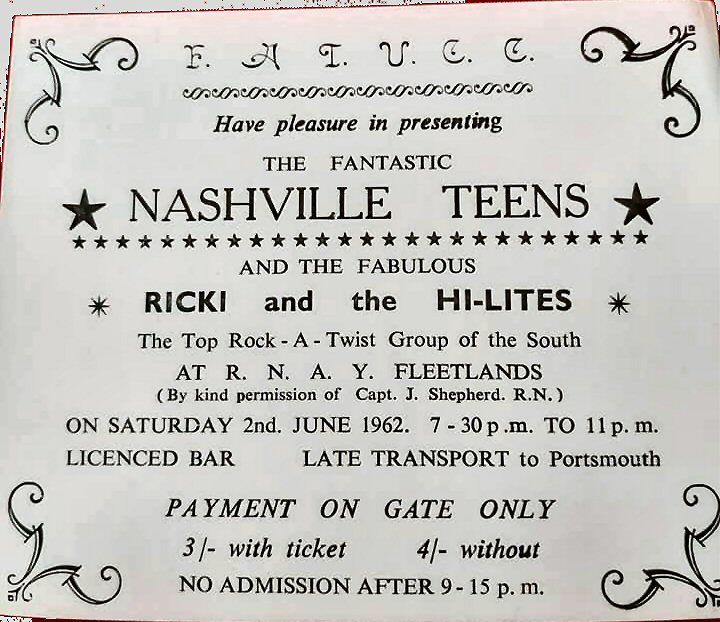 F. A T. U. C. C.
Have pleasure in presenting
THE FANTASTIC
NASHVILLE TEENS
AND THE FABULOUS
RICKI and the HI-LITES
The Top Rock - A - Twist Group of the South
AT R. N. A. Y. FLEETLANDS
( By kind permission of Capt. J. Shepherd. R.N. )
ON SATURDAY 2nd. JUNE 1962. 7 - 30 p .m. TO 11 p. m.
LICENCED BAR LATE TRANSPORT to Portsmouth
PAYMENT ON GATE ONLY
3/- with ticket 4/- without
NO ADMISSION AFTER 9 - 15 p. m.